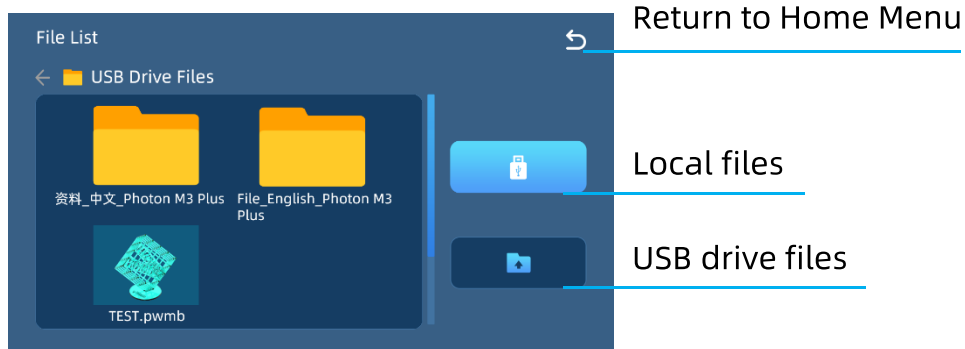 File List
Return to Home Menu
USB Drive Files
资料_中文_Photon M3 Plus
File_English_Photon M3
Plus
Local files
USB drive files
TEST.pwmb